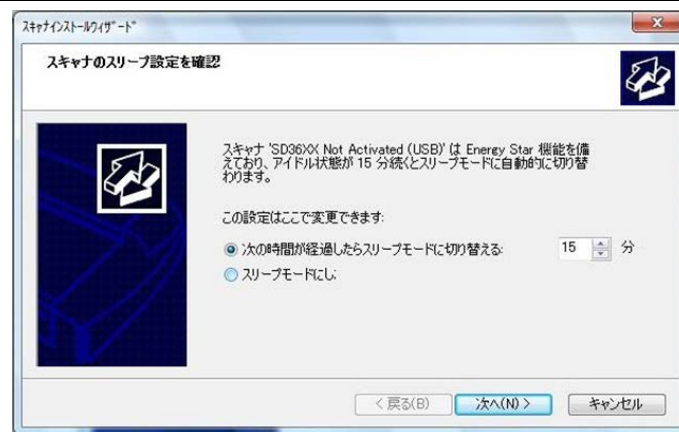 スキャナインストールウィザード
スキャナのスリープ設定を確認
スキャナ 'SD36XX Not Activated (USB)' は Energy Star 機能を備
えており、アイドル状態が 15 分続くとスリープモードに自動的に切り替
わります。
この設定はここで変更できます:
次の時間が経過したらスリープモードに切り替える:
15 分
スリープモードにし
< 戻る(B)
次へ(N) >
キャンセル